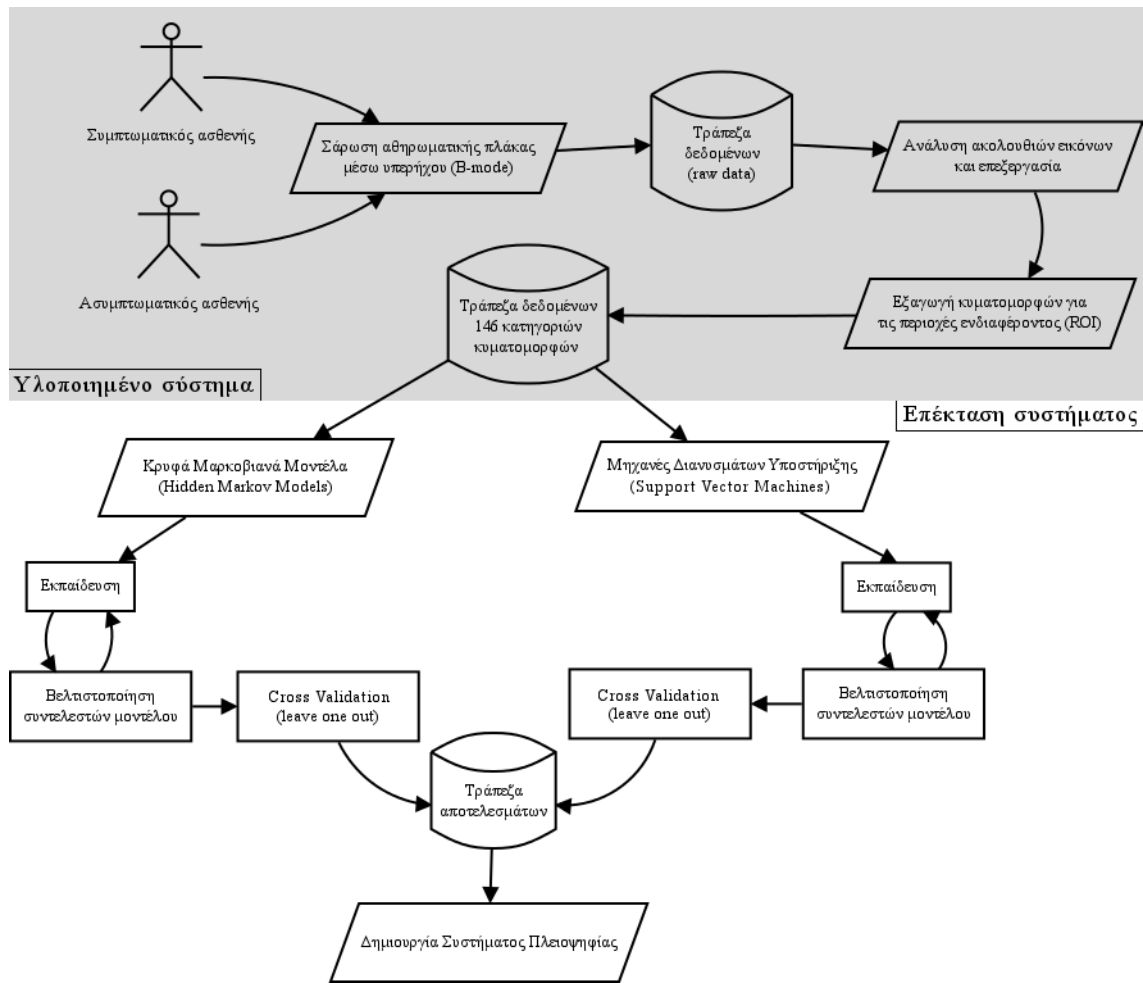 Συμπτωματικός ασθενής
Σάρωση αθηρωματικής πλάκας
μέσω υπερήχου (B-mode)
Τράπεζα
δεδομένων
(raw data)
Ανάλυση ακολουθιών εικόνων
και επεξεργασία
Ασυμπτωματικός ασθενής
Τράπεζα δεδομένων
146 κατηγοριών
κυματομορφών
Εξαγωγή κυματομορφών για
τις περιοχές ενδιαφέροντος (ROI)
Υλοποιημένο σύστημα
Επέκταση συστήματος
Κρυφά Μαρκοβιανά Μοντέλα
(Hidden Markov Models)
Μηχανές Διανυσμάτων Υποστήριξης
(Support Vector Machines)
Εκπαίδευση
Εκπαίδευση
Βελτιστοποίηση
συντελεστών μοντέλου
Cross Validation
(leave one out)
Cross Validation
(leave one out)
Βελτιστοποίηση
συντελεστών μοντέλου
Τράπεζα
αποτελεσμάτων
Δημιουργία Συστήματος Πλειοψηφίας